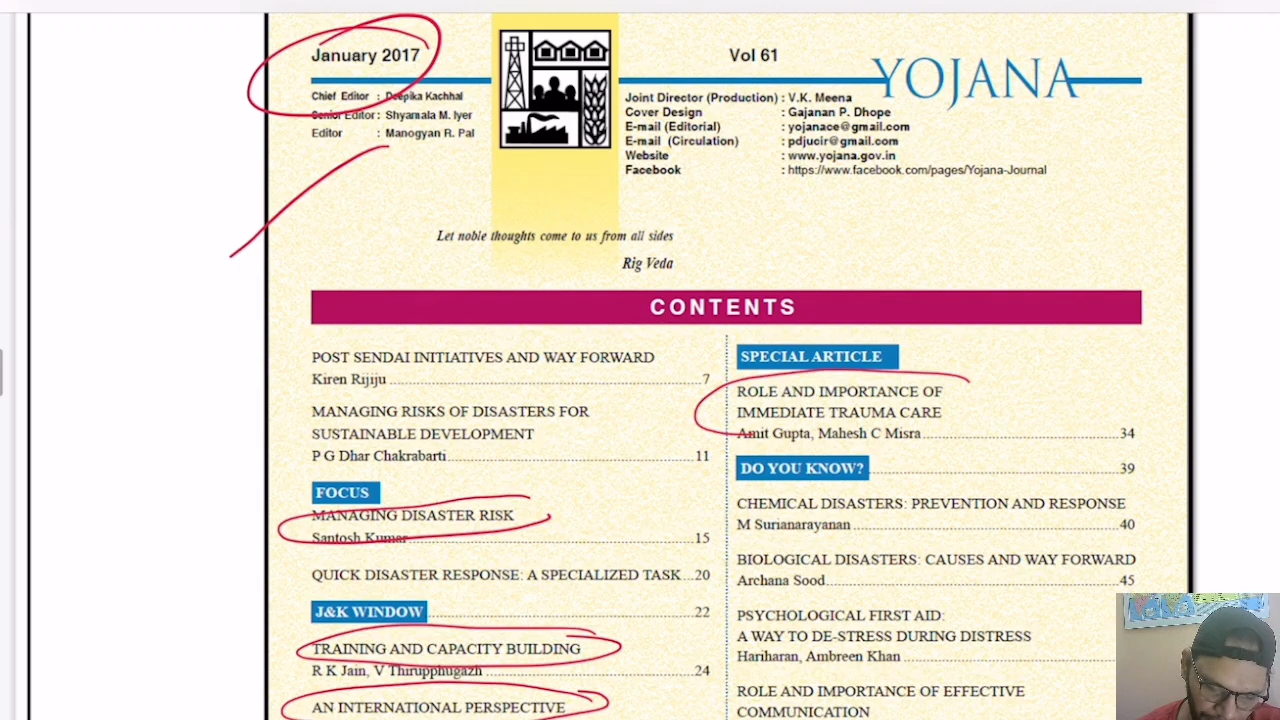 January 2017
Vol 61
YOJANA
Chief Editor : Deepika Kachhal
Senior Editor : Shyamala M. Iyer
Editor : Manogyan R. Pal
Joint Director (Production) : V.K. Meena
Cover Design : Gajanan P. Dhope
E-mail (Editorial) : yojanace@gmail.com
E-mail (Circulation) : pdjucir@gmail.com
Website : www.yojana.gov.in
Facebook : https://www.facebook.com/pages/Yojana-Journal
Let noble thoughts come to us from all sides
Rig Veda
CONTENTS
POST SENDAI INITIATIVES AND WAY FORWARD
Kiren Rijiju 7
MANAGING RISKS OF DISASTERS FOR
SUSTAINABLE DEVELOPMENT
P G Dhar Chakrabarti 11
FOCUS
MANAGING DISASTER RISK
Santosh Kumar 15
QUICK DISASTER RESPONSE: A SPECIALIZED TASK 20
J&K WINDOW 22
TRAINING AND CAPACITY BUILDING
R K Jain, V Thirupphugazh 24
AN INTERNATIONAL PERSPECTIVE
SPECIAL ARTICLE
ROLE AND IMPORTANCE OF
IMMEDIATE TRAUMA CARE
Amit Gupta, Mahesh C Misra 34
DO YOU KNOW? 39
CHEMICAL DISASTERS: PREVENTION AND RESPONSE
M Surianarayanan 40
BIOLOGICAL DISASTERS: CAUSES AND WAY FORWARD
Archana Sood 45
PSYCHOLOGICAL FIRST AID:
A WAY TO DE-STRESS DURING DISTRESS
Hariharan, Ambreen Khan
ROLE AND IMPORTANCE OF EFFECTIVE
COMMUNICATION